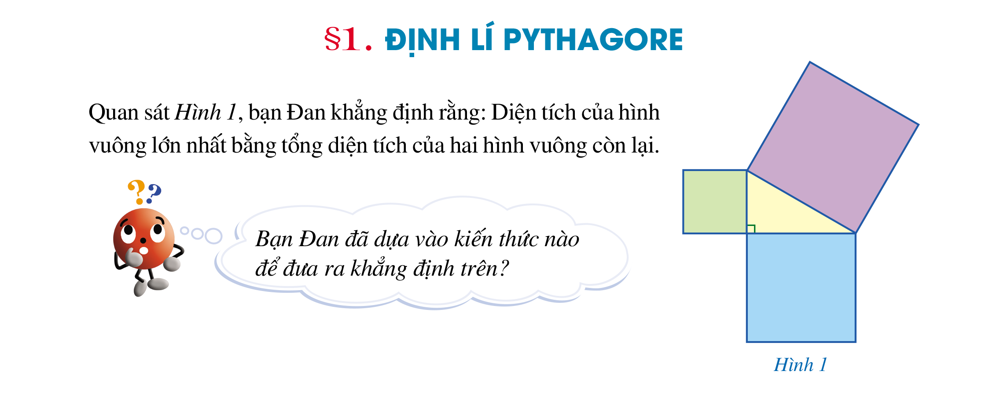 §1. ĐỊNH LÍ PYTHAGORE
Quan sát Hình 1, bạn Đan khẳng định rằng: Diện tích của hình
vuông lớn nhất bằng tổng diện tích của hai hình vuông còn lại.
??
Bạn Đan đã dựa vào kiến thức nào
để đưa ra khẳng định trên?
Hình 1